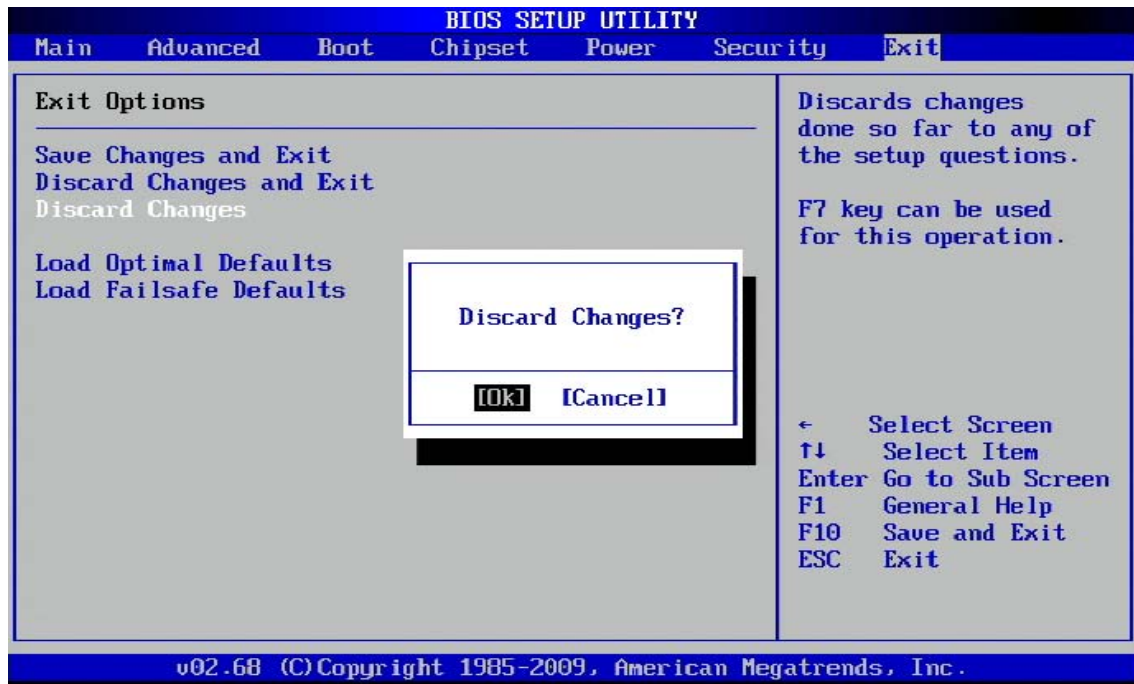 BIOS SETUP UTILITY
Main Advanced Boot Chipset Power Security Exit
Exit Options
Save Changes and Exit
Discard Changes and Exit
Discard Changes
Load Optimal Defaults
Load Failsafe Defaults
Discard Changes?
[Ok] [Cancel]
Discards changes
done so far to any of
the setup questions.
F7 key can be used
for this operation.
← Select Screen
↑↓ Select Item
Enter Go to Sub Screen
F1 General Help
F10 Save and Exit
ESC Exit
v02.68 (C)Copyright 1985-2009, American Megatrends, Inc.